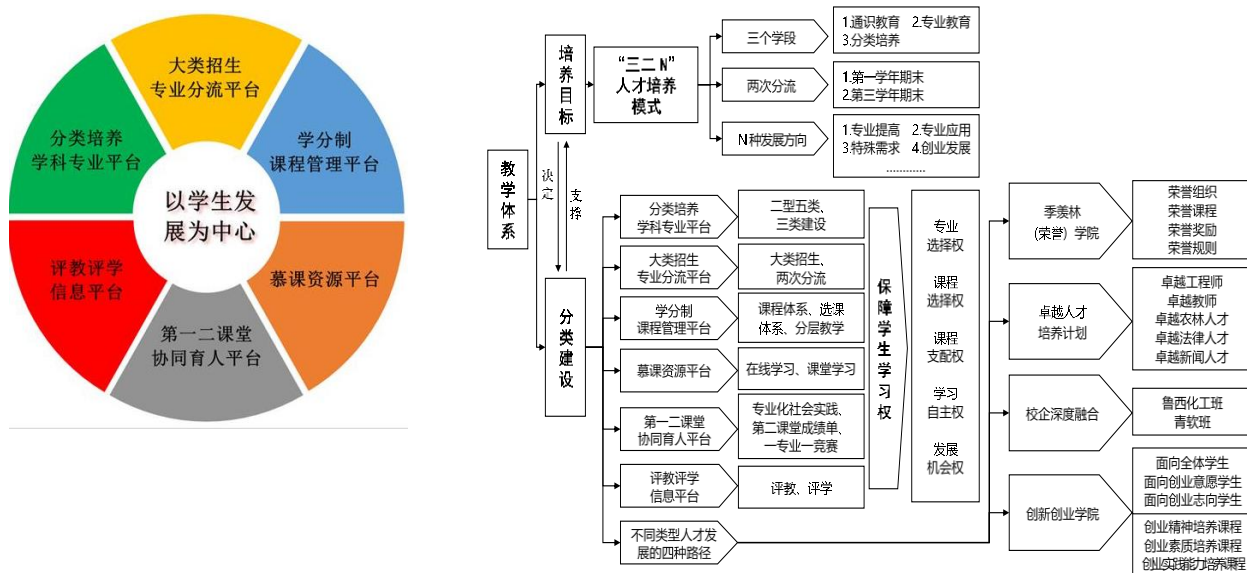 大类招生
专业分流平台
分类培养
学科专业平台
学分制
课程管理平台
以学生发
展为中心
评教评学
信息平台
慕课资源平台
第一二课堂
协同育人平台
教学体系
培养目标
决定
支撑
分类建设
“三二N”
人才培养
模式
三个学段
1.通识教育 2.专业教育
3.分类培养
两次分流
1.第一学年期末
2.第三学年期末
N种发展方向
1.专业提高 2.专业应用
3.特殊需求 4.创业发展
…………
分类培养
学科专业平台
二型五类、
三类建设
大类招生
专业分流平台
大类招生、
两次分流
学分制
课程管理平台
课程体系、选课
体系、分层教学
慕课资源平台
在线学习、课堂学习
第一二课堂
协同育人平台
专业化社会实践、
第二课堂成绩单、
一专业一竞赛
评教评学
信息平台
评教、评学
不同类型人才发
展的四种路径
保障学生学习权
专业
选择权
课程
选择权
课程
支配权
学习
自主权
发展
机会权
季羡林
（荣誉）学院
荣誉组织
荣誉课程
荣誉奖励
荣誉规则
卓越人才
培养计划
卓越工程师
卓越教师
卓越农林人才
卓越法律人才
卓越新闻人才
校企深度融合
鲁西化工班
青软班
创新创业学院
面向全体学生
面向创业意愿学生
面向创业志向学生
创业精神培养课程
创业素质培养课程
创业实践能力培养课程